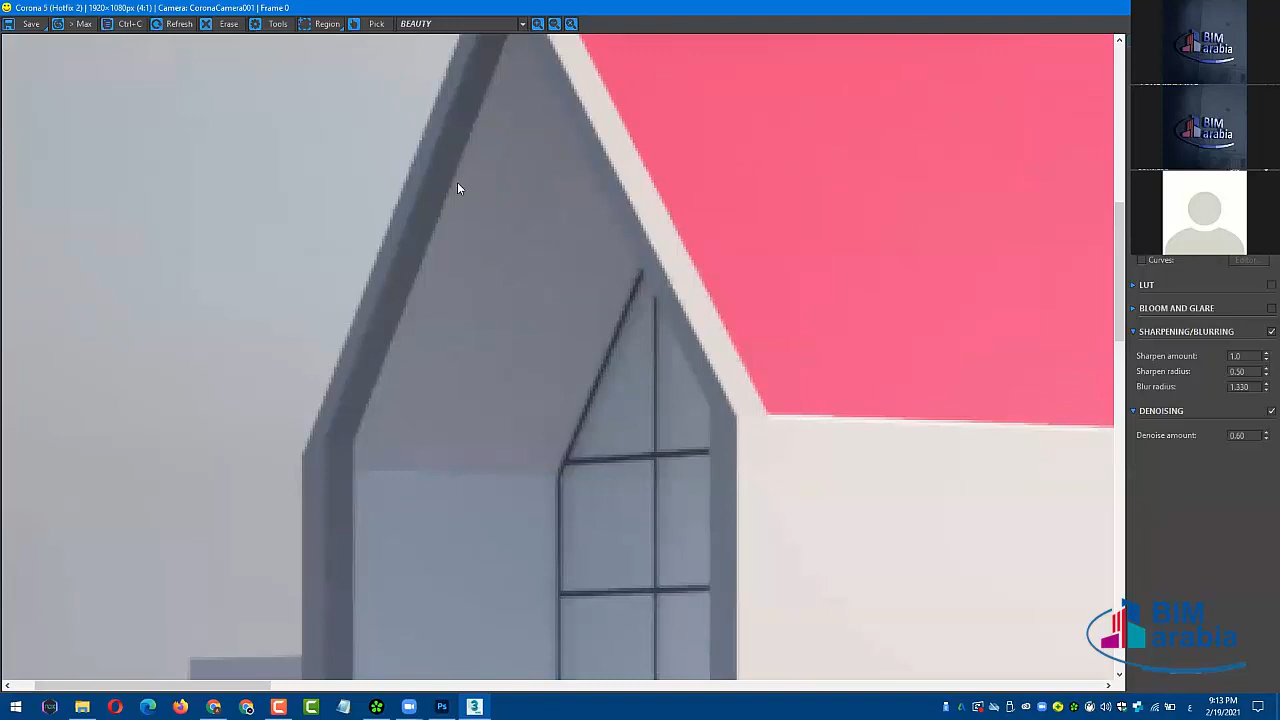 Corona 5 (Hotfix 2) | 1920×1080px (4:1) | Camera: CoronaCamera001 | Frame 0
Save > Max Ctrl+C Refresh Erase Tools Region Pick BEAUTY
BIM
arabia
BIM
arabia
Curves: Editor
LUT
BLOOM AND GLARE
SHARPENING/BLURRING
Sharpen amount: 1.0
Sharpen radius: 0.50
Blur radius: 1.330
DENOISING
Denoise amount: 0.60
BIM
arabia
9:13 PM
2/19/2021